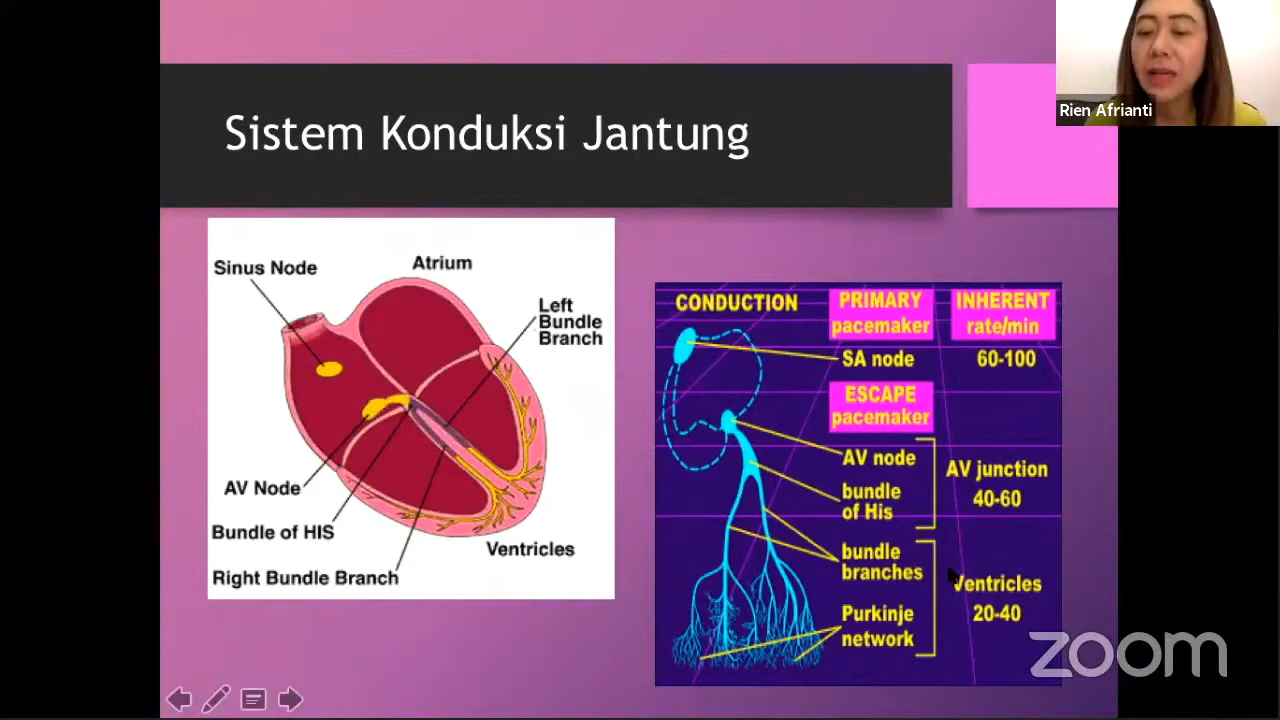 Rien Afrianti
Sistem Konduksi Jantung
Sinus Node
Atrium
Left
Bundle
Branch
AV Node
Bundle of HIS
Right Bundle Branch
Ventricles
CONDUCTION
PRIMARY
pacemaker
INHERENT
rate/min
SA node
60-100
ESCAPE
pacemaker
AV node
bundle
of His
AV junction
40-60
bundle
branches
Purkinje
network
Ventricles
20-40
zoom